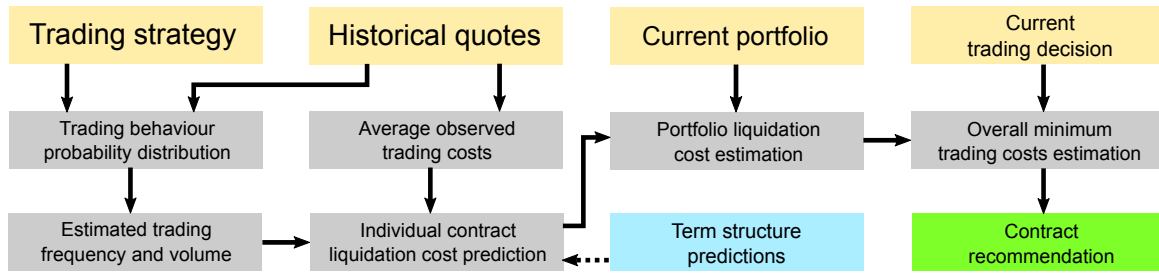 Trading strategy
Historical quotes
Current portfolio
Current
trading decision
Trading behaviour
probability distribution
Average observed
trading costs
Portfolio liquidation
cost estimation
Overall minimum
trading costs estimation
Estimated trading
frequency and volume
Individual contract
liquidation cost prediction
Term structure
predictions
Contract
recommendation